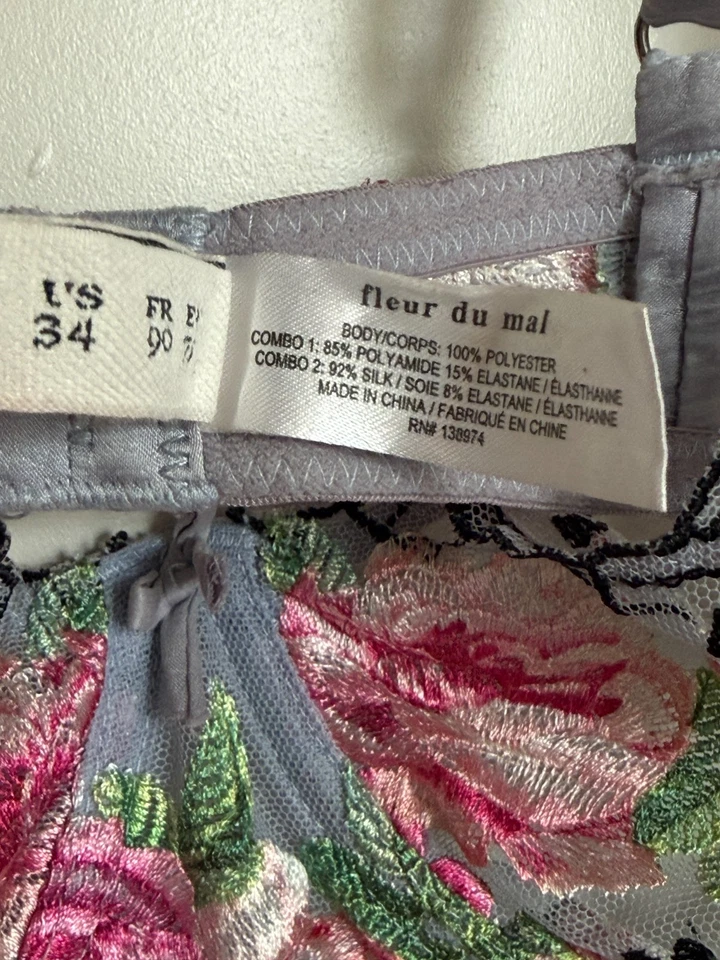 US FR
34 90
fleur du mal
BODY/CORPS: 100% POLYESTER
COMBO 1: 85% POLYAMIDE 15% ELASTANE / ÉLASTHANNE
COMBO 2: 92% SILK / SOIE 8% ELASTANE / ÉLASTHANNE
MADE IN CHINA / FABRIQUÉ EN CHINE
RN# 138974